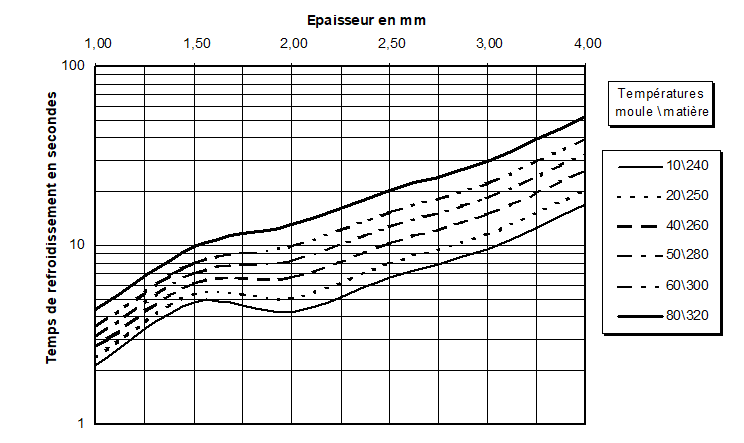 Epaisseur en mm
1,00 1,50 2,00 2,50 3,00 4,00
Temps de refroidissement en secondes
100
10
1
Températures
moule \ matière
10\240
20\250
40\260
50\280
60\300
80\320